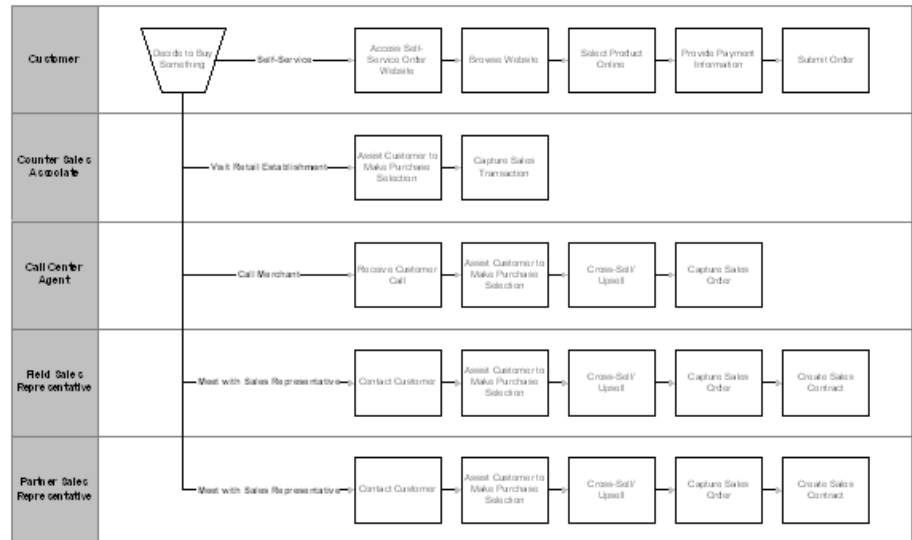 Customer
Decide to Buy
Something
Self-Service
Access Self-
Service Order
Website
Browse Website
Select Product
Online
Provide Payment
Information
Submit Order
Counter Sales
Associate
Visit Retail Establishment
Assist Customer to
Make Purchase
Selection
Capture Sales
Transaction
Call Center
Agent
Call Merchant
Receive Customer
Call
Assist Customer to
Make Purchase
Selection
Cross-Sell/
Upsell
Capture Sales
Order
Field Sales
Representative
Meet with Sales Representative
Contact Customer
Assist Customer to
Make Purchase
Selection
Cross-Sell/
Upsell
Capture Sales
Order
Create Sales
Contract
Partner Sales
Representative
Meet with Sales Representative
Contact Customer
Assist Customer to
Make Purchase
Selection
Cross-Sell/
Upsell
Capture Sales
Order
Create Sales
Contract